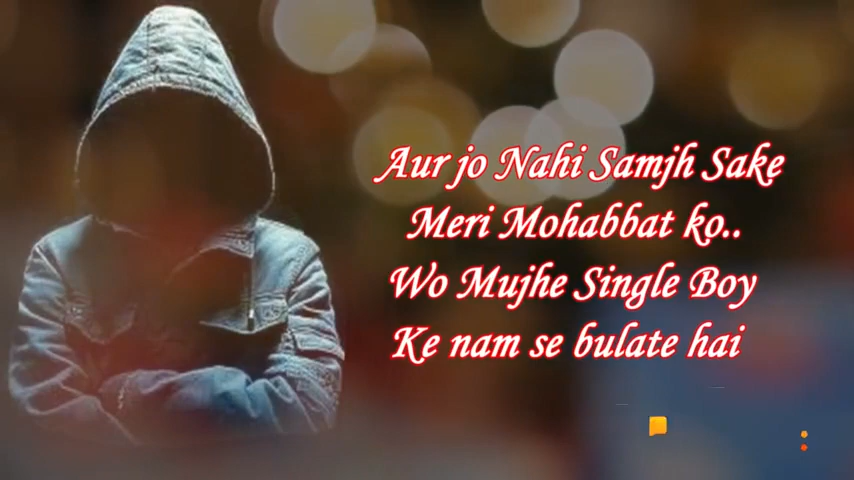 Aur jo Nahi Samjh Sake
Meri Mohabbat ko..
Wo Mujhe Single Boy
Ke nam se bulate hai